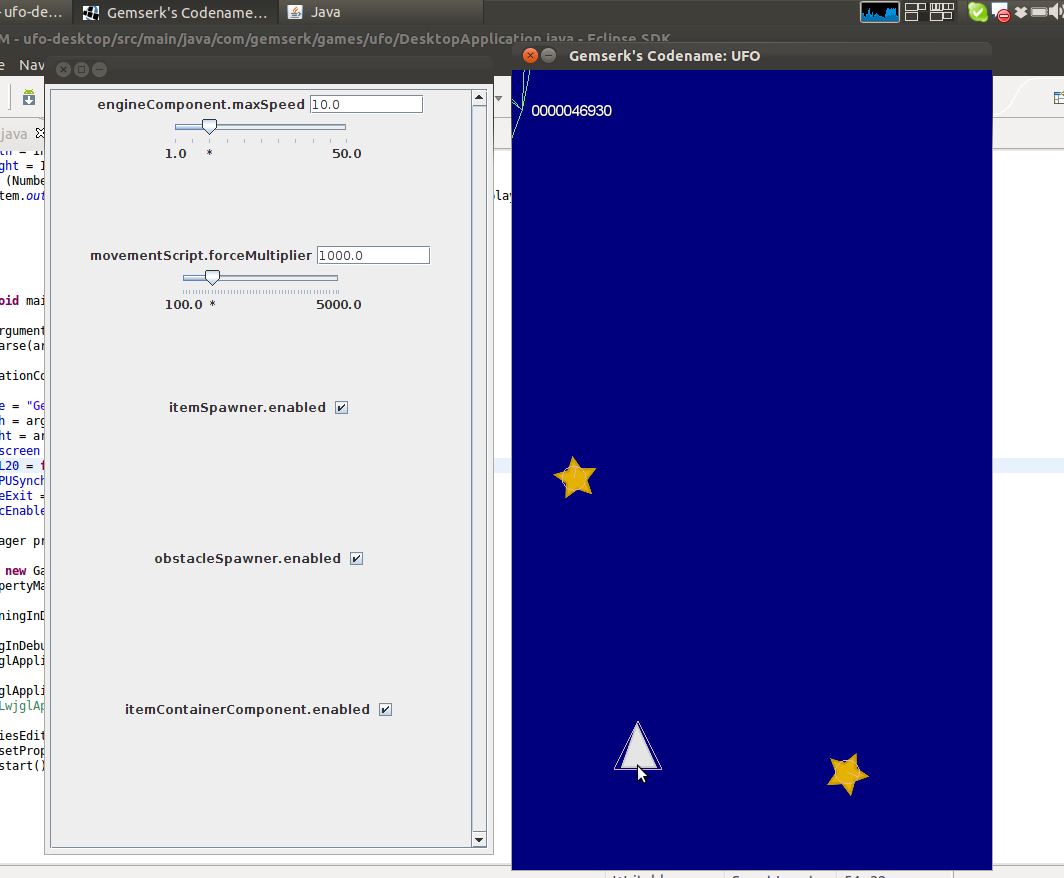 - ufo-de...
Gemserk's Codename...
Java
M - ufo-desktop/src/main/java/com/gemserk/games/ufo/DesktopApplication.java - Eclipse SDK
Gemserk's Codename: UFO
e Nav
engineComponent.maxSpeed 10.0
0000046930
java
1.0 * 50.0
ght = I
(Numbe
tem.out
play
movementScript.forceMultiplier 1000.0
oid mai
100.0 * 5000.0
rgument
arse(ar
ationCo
itemSpawner.enabled
e = "Ge
h = arg
ht = ar
screen
L20 = t
PUSynch
eExit =
cEnable
ager pr
obstacleSpawner.enabled
new Ga
pertyMa
ningInD
gInDebu
glAppli
glAppli
LwjglAp
itemContainerComponent.enabled
iesEdit
setProp
start()